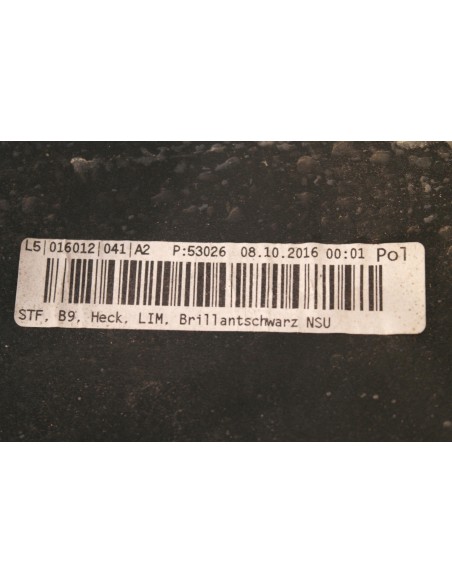 L5|016012|041|A2 P:53026 08.10.2016 00:01 Pol
STF, B9, Heck, LIM, Brillantschwarz NSU